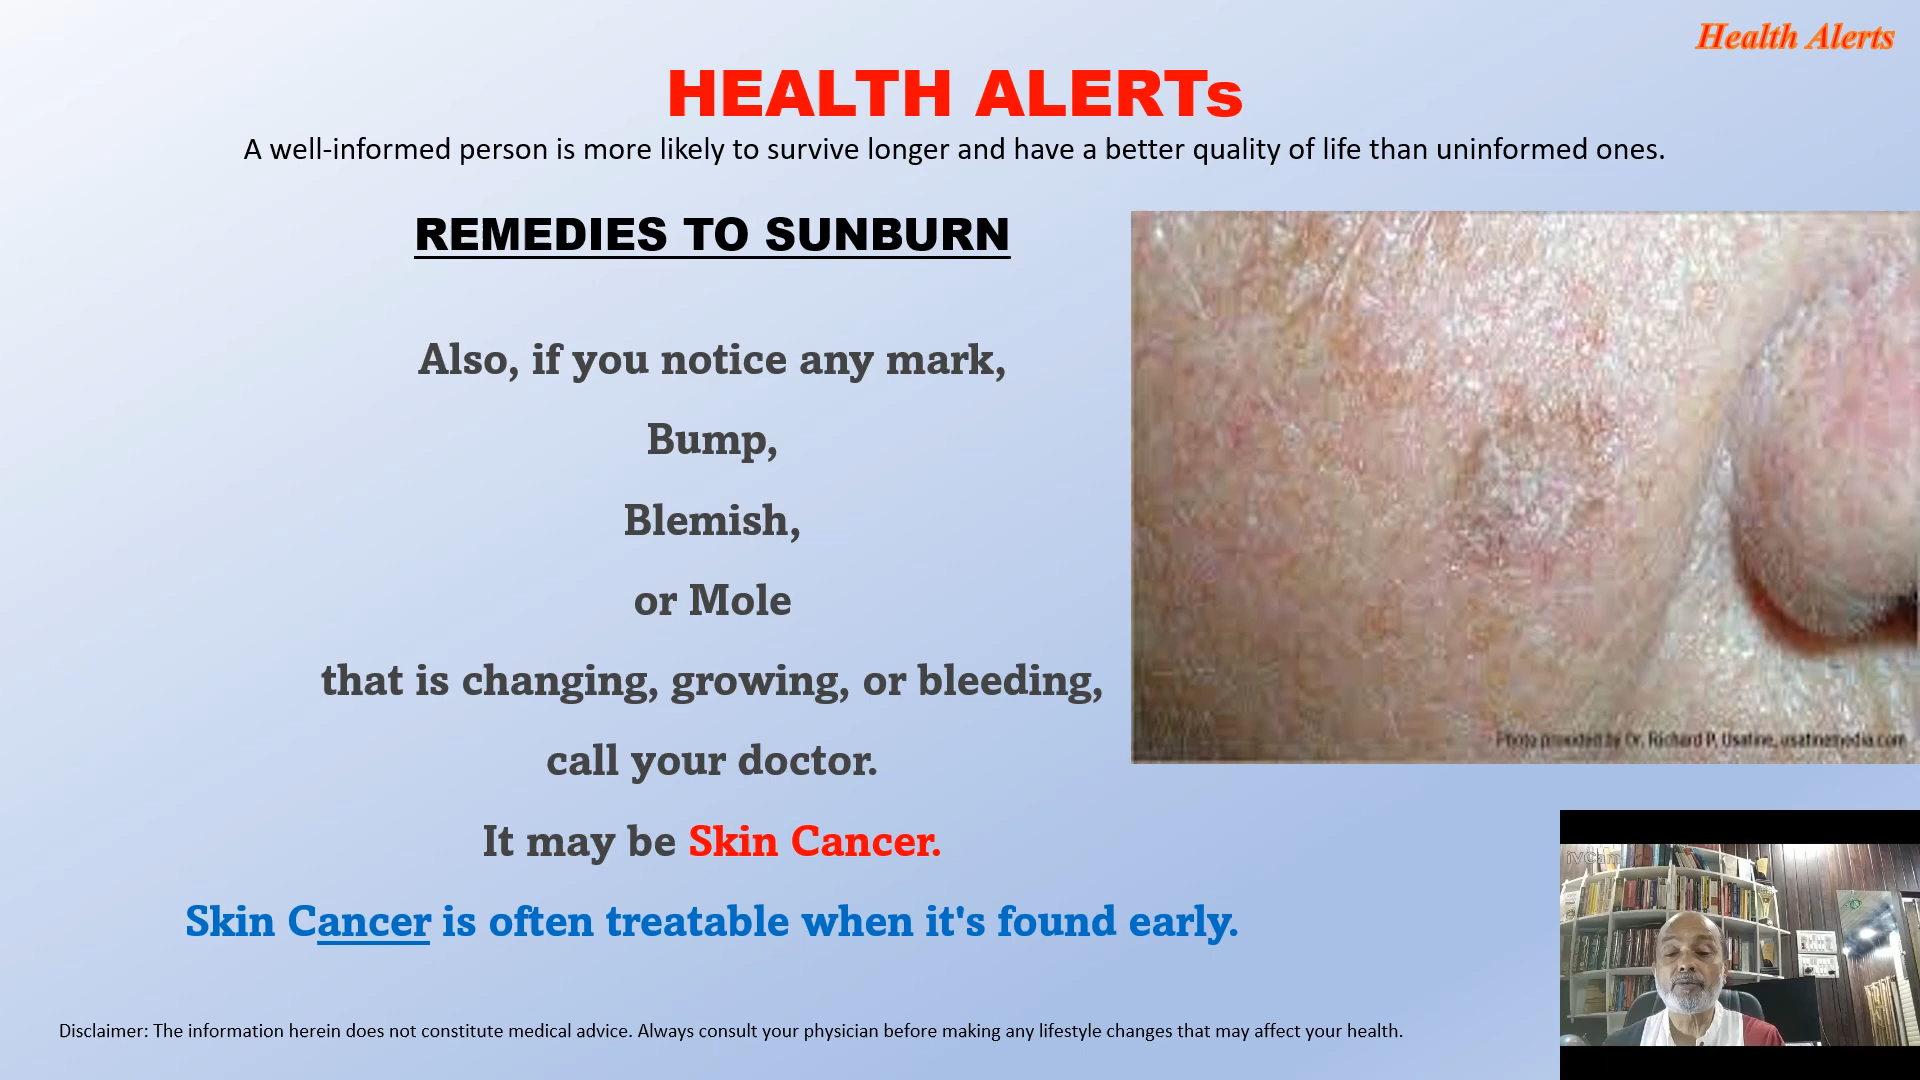 Health Alerts
HEALTH ALERTs
A well-informed person is more likely to survive longer and have a better quality of life than uninformed ones.
REMEDIES TO SUNBURN
Also, if you notice any mark,
Bump,
Blemish,
or Mole
that is changing, growing, or bleeding,
call your doctor.
It may be Skin Cancer.
Skin Cancer is often treatable when it's found early.
Photo provided by Dr. Richard P. Usatine, usatinemedia.com
iVCam
Disclaimer: The information herein does not constitute medical advice. Always consult your physician before making any lifestyle changes that may affect your health.